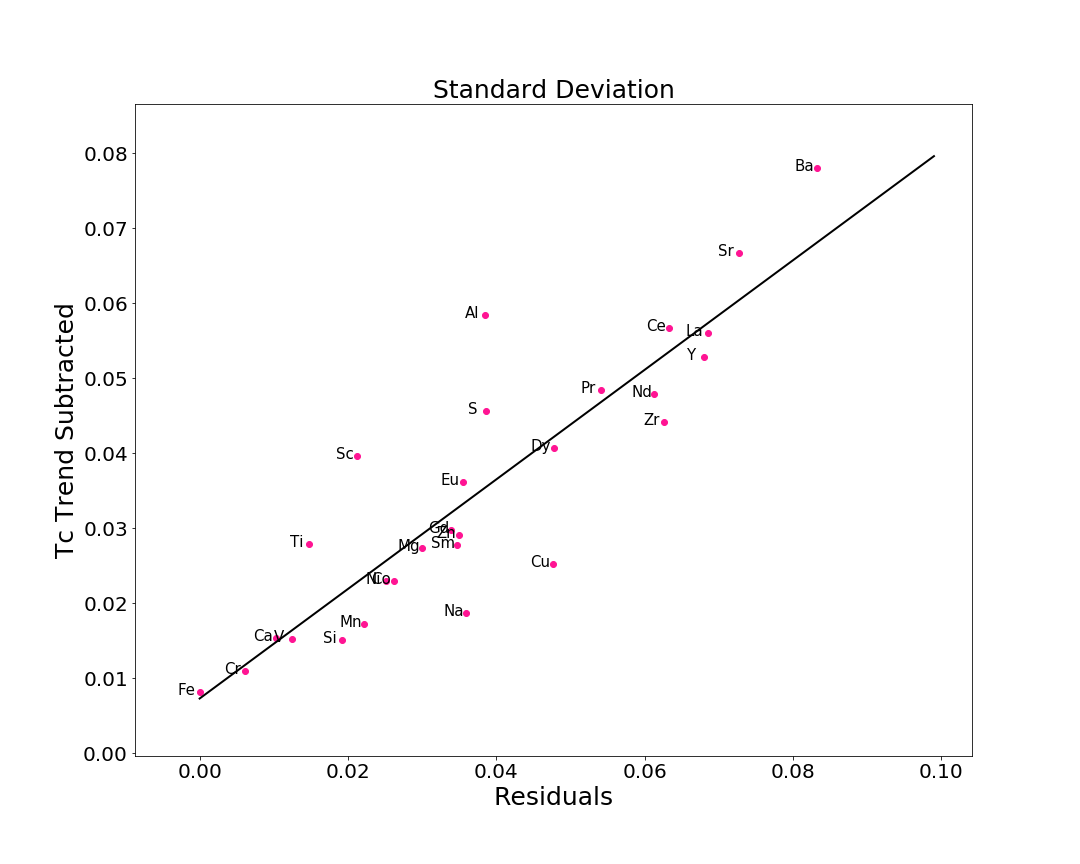 Standard Deviation
0.08
Ba
0.07
Sr
0.06
Al
Ce
La
Y
0.05
Pr
Nd
S
Zr
0.04
Dy
Sc
Eu
0.03
Gd
Zn
Ti
Sm
Mg
Cu
Ni
Co
0.02
Na
Mn
Ca
V
Si
0.01
Cr
Fe
0.00
0.00 0.02 0.04 0.06 0.08 0.10
Residuals
Tc Trend Subtracted